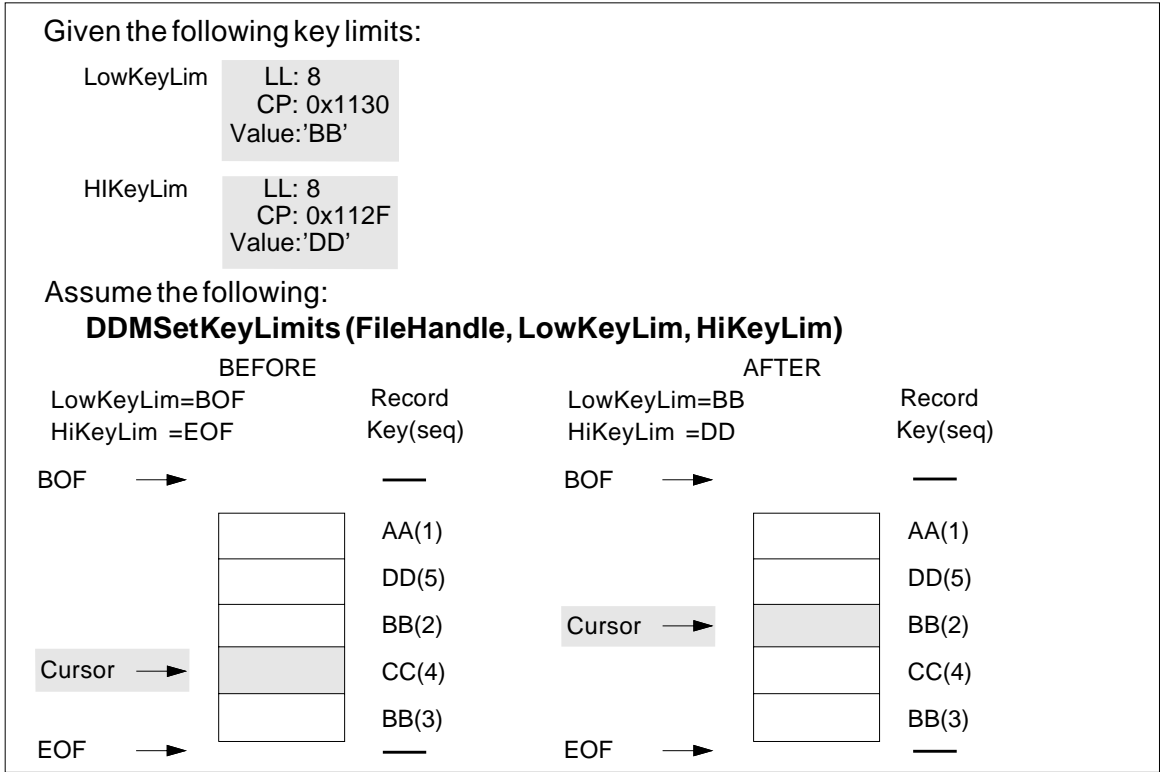 Given the following key limits:
LowKeyLim
LL: 8
CP: 0x1130
Value:'BB'
HIKeyLim
LL: 8
CP: 0x112F
Value:'DD'
Assume the following:
DDMSetKeyLimits (FileHandle, LowKeyLim, HiKeyLim)
BEFORE
LowKeyLim=BOF
HiKeyLim =EOF
Record
Key(seq)
BOF
AA(1)
DD(5)
BB(2)
Cursor
CC(4)
BB(3)
EOF
AFTER
LowKeyLim=BB
HiKeyLim =DD
Record
Key(seq)
BOF
AA(1)
DD(5)
Cursor
BB(2)
CC(4)
BB(3)
EOF